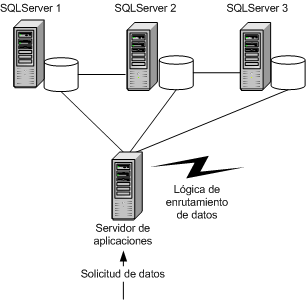 SQLServer 1
SQLServer 2
SQLServer 3
Lógica de
enrutamiento
de datos
Servidor de
aplicaciones
Solicitud de datos